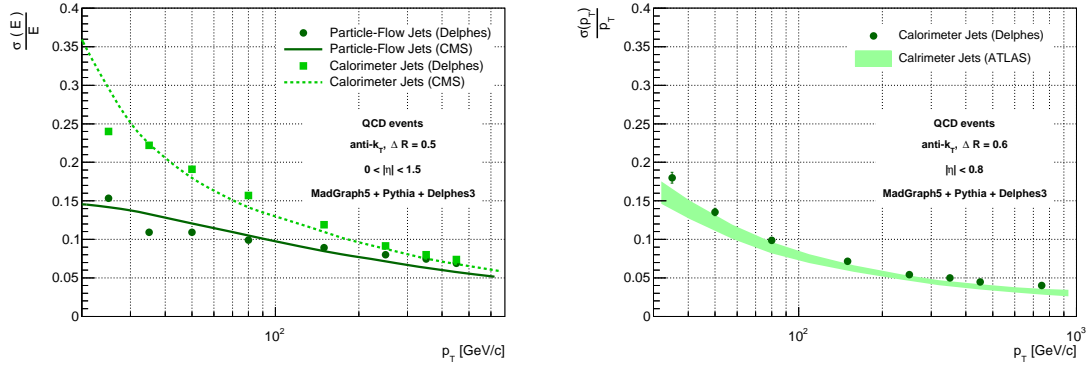 σ(E)
E
0.4
0.35
0.3
0.25
0.2
0.15
0.1
0.05
0
Particle-Flow Jets (Delphes)
Particle-Flow Jets (CMS)
Calorimeter Jets (Delphes)
Calorimeter Jets (CMS)
QCD events
anti-k_T, Δ R = 0.5
0 < |η| < 1.5
MadGraph5 + Pythia + Delphes3
10²
p_T [GeV/c]
σ(p_T)
p_T
0.4
0.35
0.3
0.25
0.2
0.15
0.1
0.05
0
Calorimeter Jets (Delphes)
Calrimeter Jets (ATLAS)
QCD events
anti-k_T, Δ R = 0.6
|η| < 0.8
MadGraph5 + Pythia + Delphes3
10² 10³
p_T [GeV/c]